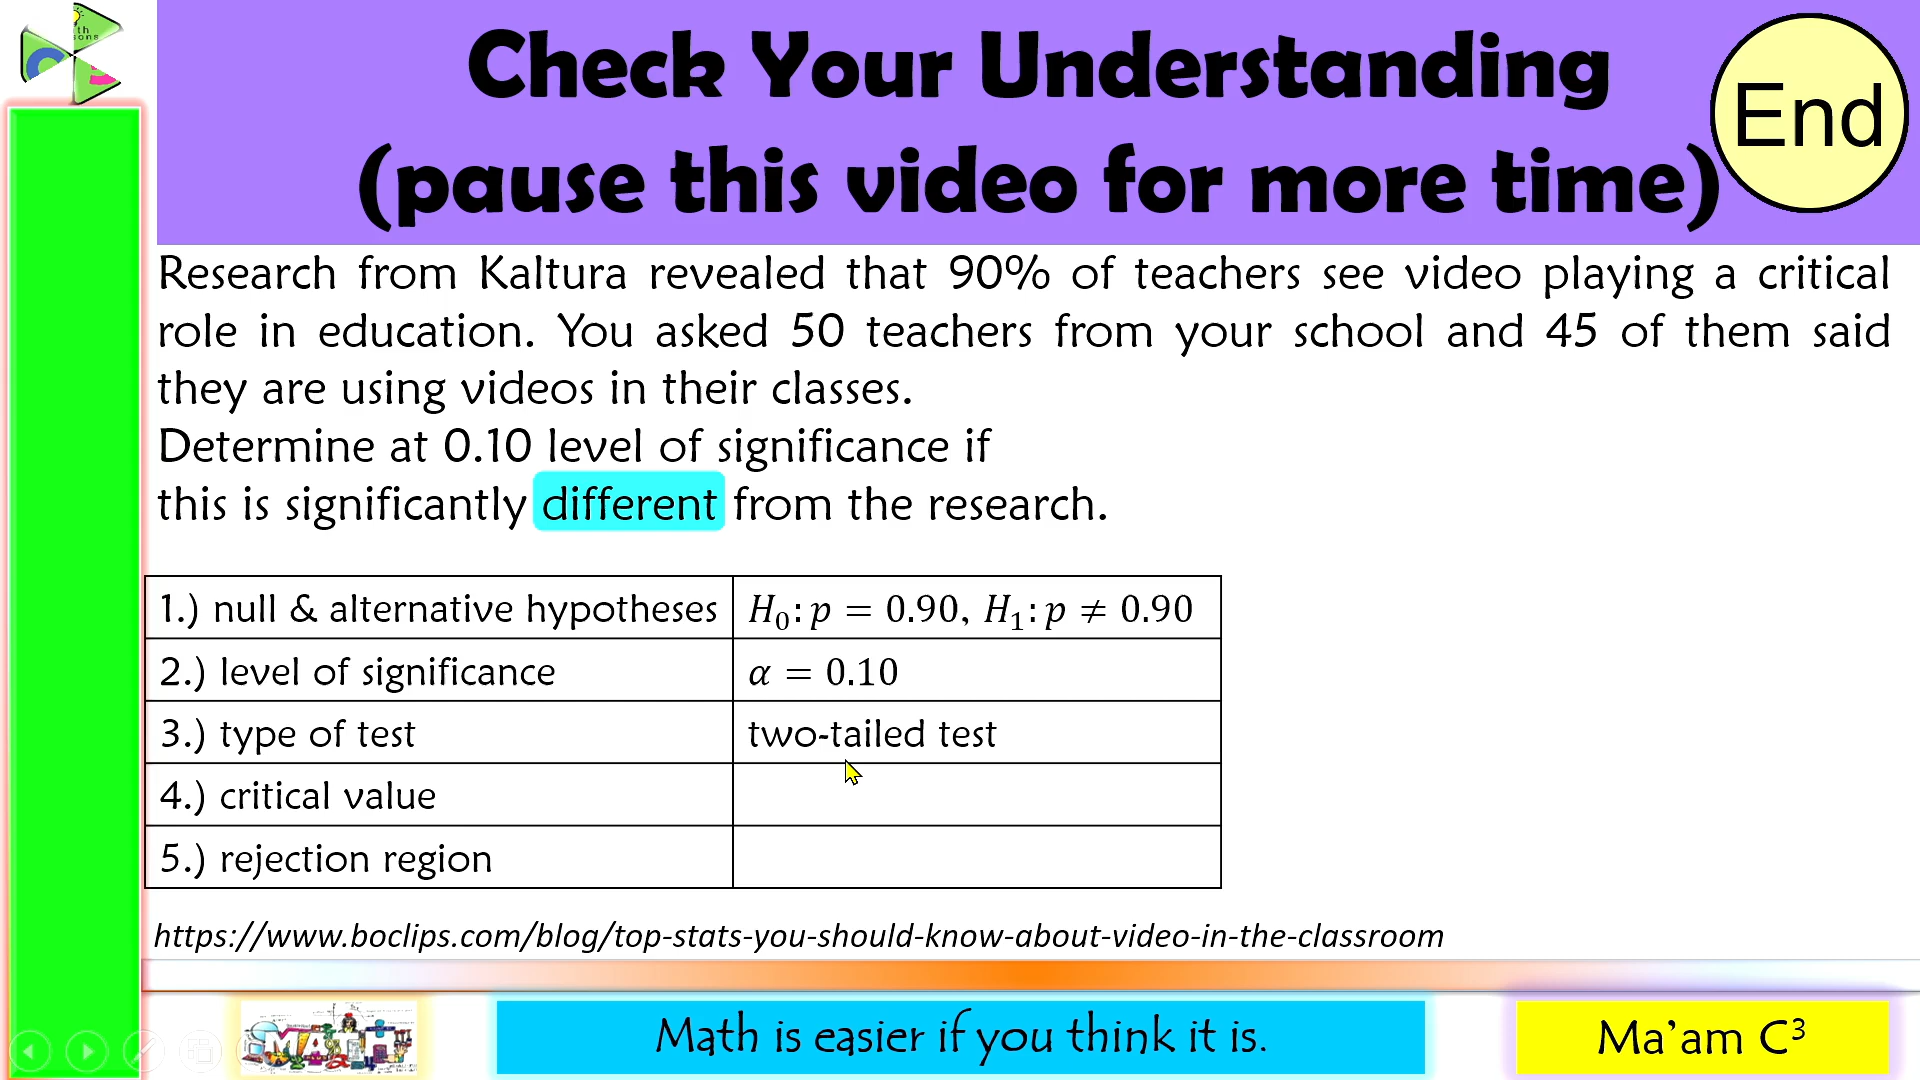 Check Your Understanding
(pause this video for more time)
End
Research from Kaltura revealed that 90% of teachers see video playing a critical
role in education. You asked 50 teachers from your school and 45 of them said
they are using videos in their classes.
Determine at 0.10 level of significance if
this is significantly different from the research.
1.) null & alternative hypotheses H₀: p = 0.90, H₁: p ≠ 0.90
2.) level of significance α = 0.10
3.) type of test two-tailed test
4.) critical value
5.) rejection region
https://www.boclips.com/blog/top-stats-you-should-know-about-video-in-the-classroom
MATH
Math is easier if you think it is.
Ma’am C³